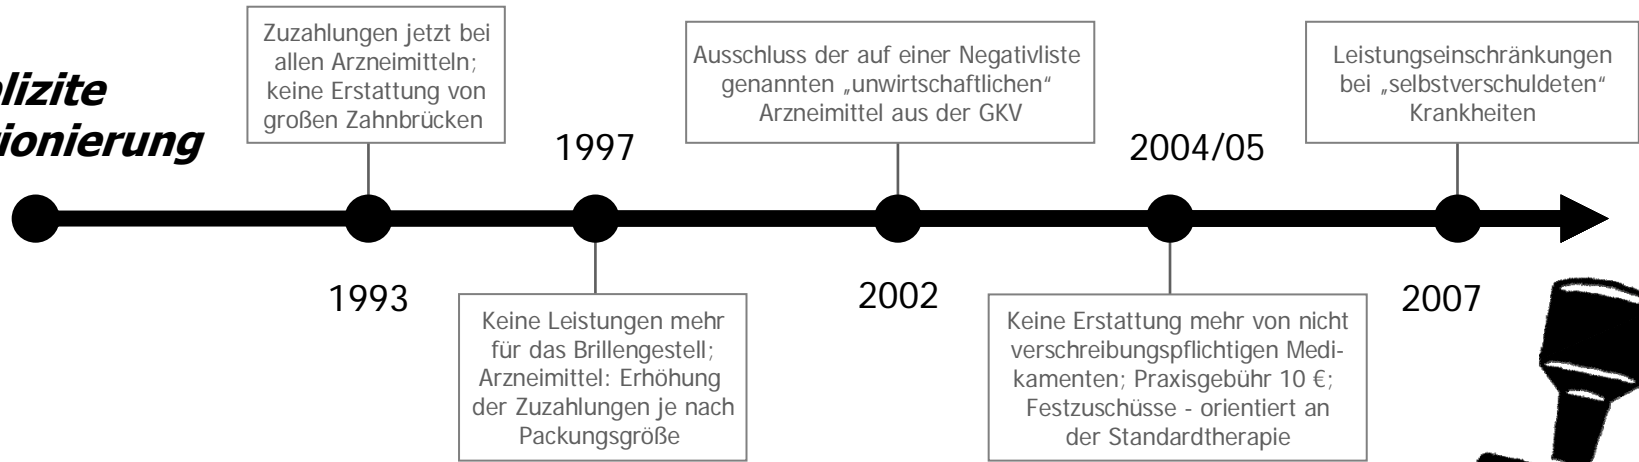 lizite
ionierung
Zuzahlungen jetzt bei
allen Arzneimitteln;
keine Erstattung von
großen Zahnbrücken
1993
1997
Keine Leistungen mehr
für das Brillengestell;
Arzneimittel: Erhöhung
der Zuzahlungen je nach
Packungsgröße
Ausschluss der auf einer Negativliste
genannten „unwirtschaftlichen“
Arzneimittel aus der GKV
2002
2004/05
Keine Erstattung mehr von nicht
verschreibungspflichtigen Medi-
kamenten; Praxisgebühr 10 €;
Festzuschüsse - orientiert an
der Standardtherapie
Leistungseinschränkungen
bei „selbstverschuldeten“
Krankheiten
2007